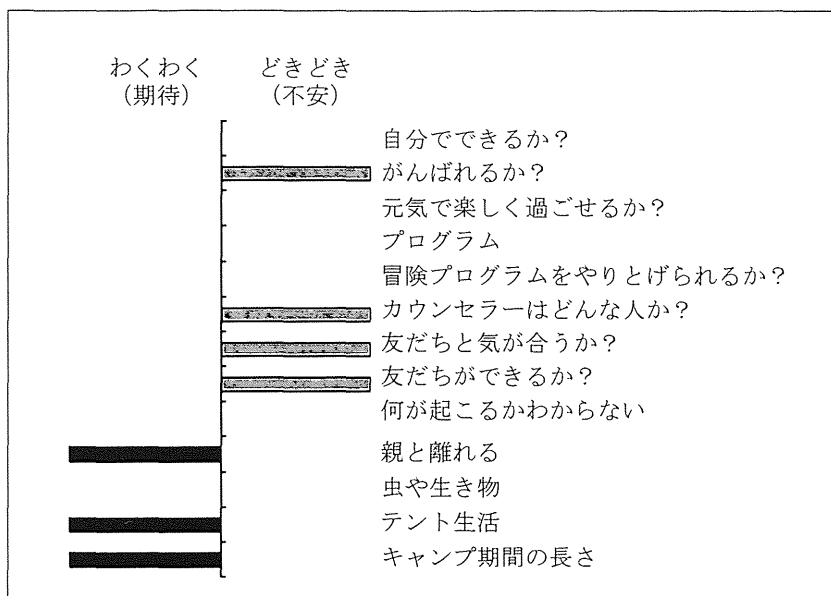 わくわく どきどき
（期待） （不安）
自分でできるか？
がんばれるか？
元気で楽しく過ごせるか？
プログラム
冒険プログラムをやりとげられるか？
カウンセラーはどんな人か？
友だちと気が合うか？
友だちができるか？
何が起こるかわからない
親と離れる
虫や生き物
テント生活
キャンプ期間の長さ